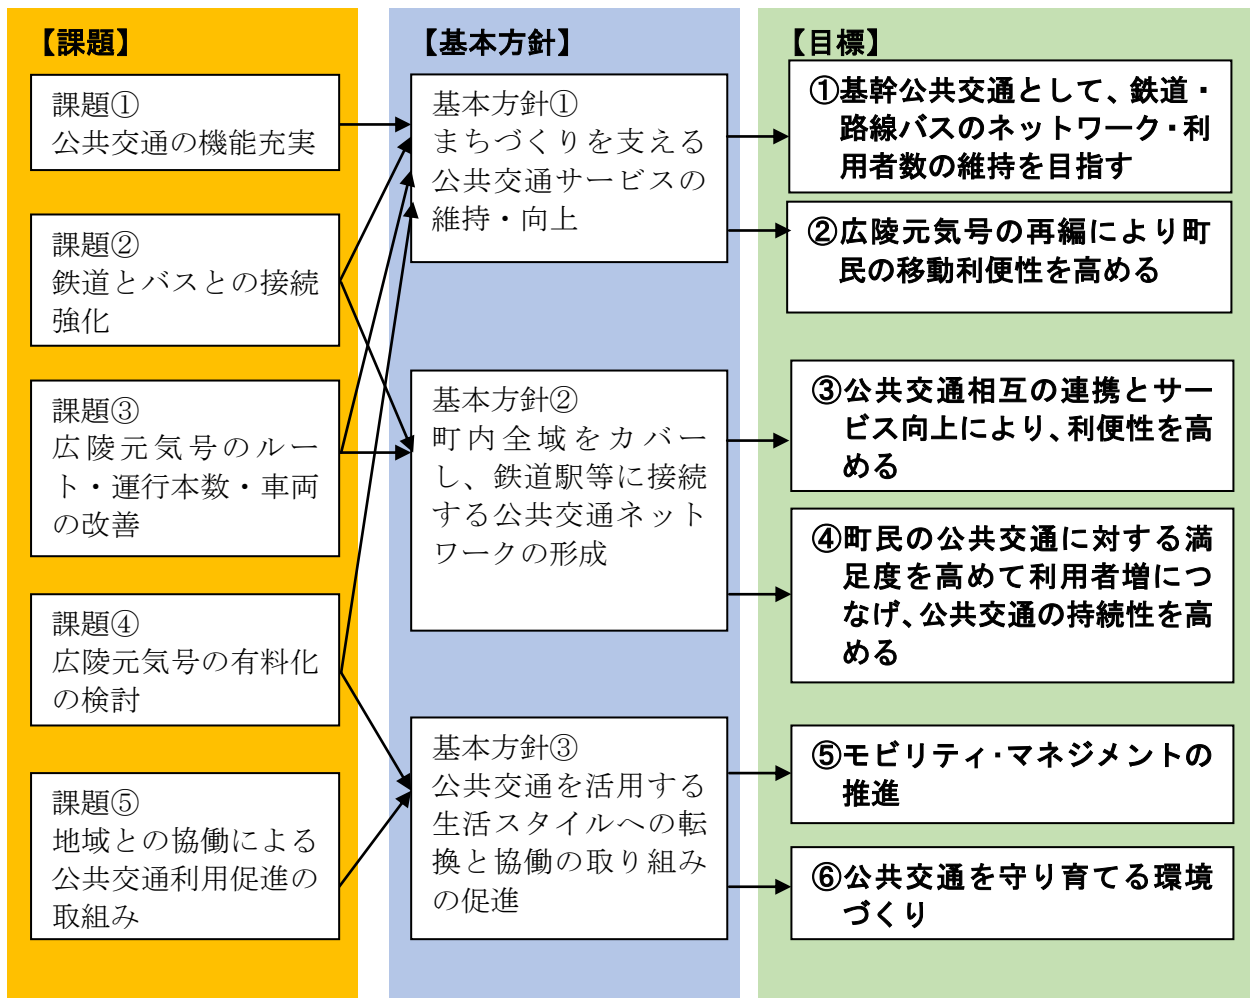 【課題】
課題①
公共交通の機能充実
課題②
鉄道とバスとの接続
強化
課題③
広陵元気号のルー
ト・運行本数・車両
の改善
課題④
広陵元気号の有料化
の検討
課題⑤
地域との協働による
公共交通利用促進の
取組み
【基本方針】
基本方針①
まちづくりを支える
公共交通サービスの
維持・向上
基本方針②
町内全域をカバー
し、鉄道駅等に接続
する公共交通ネット
ワークの形成
基本方針③
公共交通を活用する
生活スタイルへの転
換と協働の取り組み
の促進
【目標】
①基幹公共交通として、鉄道・
路線バスのネットワーク・利
用者数の維持を目指す
②広陵元気号の再編により町
民の移動利便性を高める
③公共交通相互の連携とサー
ビス向上により、利便性を高
める
④町民の公共交通に対する満
足度を高めて利用者増につ
なげ、公共交通の持続性を高
める
⑤モビリティ・マネジメントの
推進
⑥公共交通を守り育てる環境
づくり